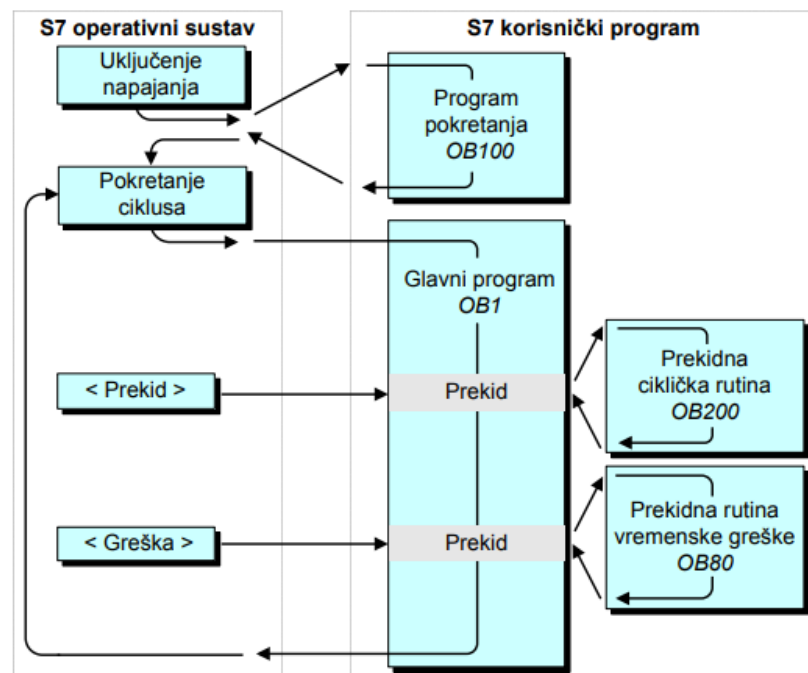 S7 operativni sustav
S7 korisnički program
Uključenje
napajanja
Program
pokretanja
OB100
Pokretanje
ciklusa
Glavni program
OB1
< Prekid >
Prekid
Prekidna
ciklička rutina
OB200
< Greška >
Prekid
Prekidna rutina
vremenske greške
OB80